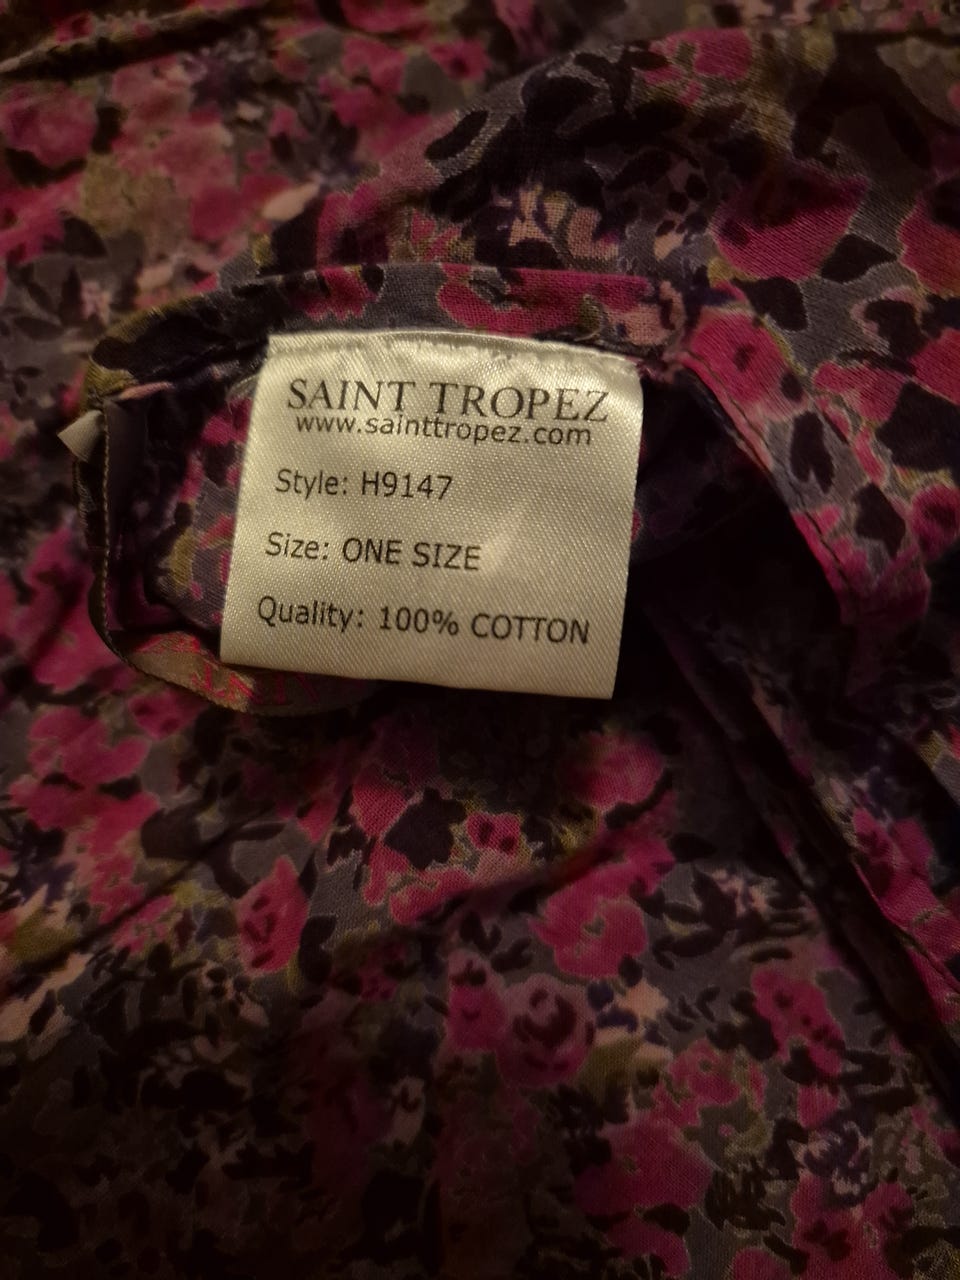 SAINT TROPEZ
www.sainttropez.com
Style: H9147
Size: ONE SIZE
Quality: 100% COTTON